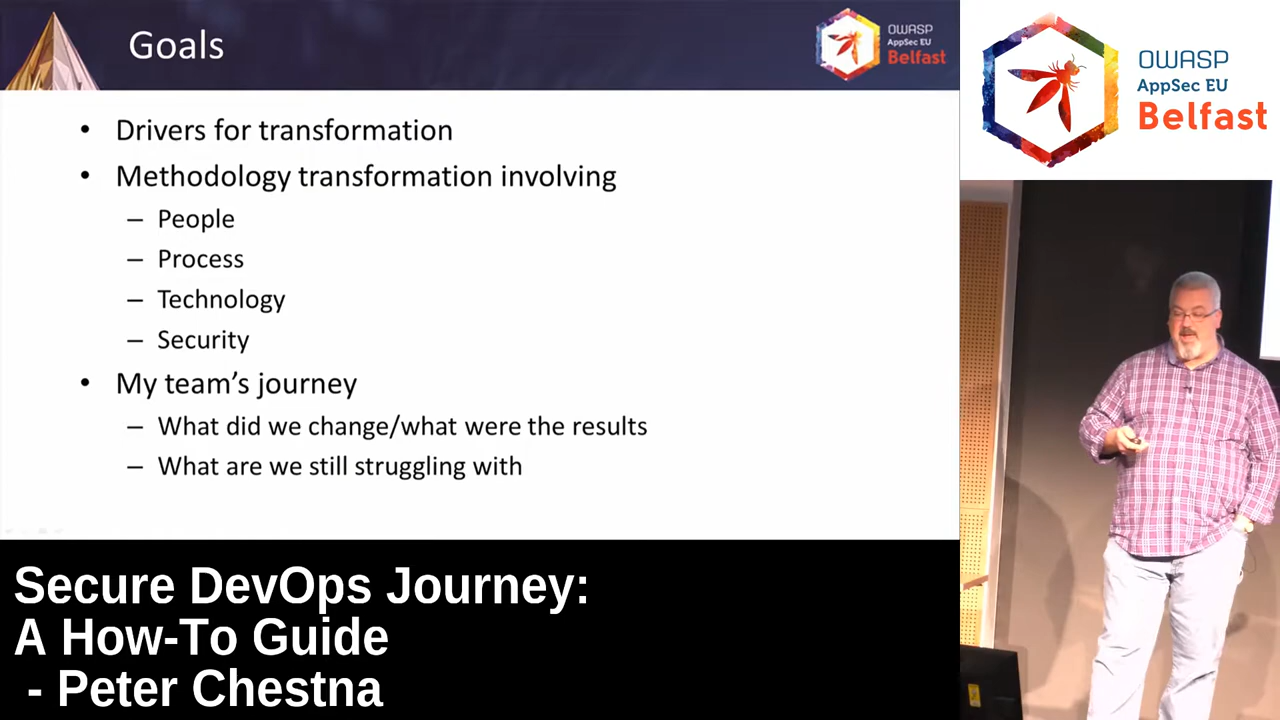 Goals
OWASP
AppSec EU
Belfast
• Drivers for transformation
• Methodology transformation involving
– People
– Process
– Technology
– Security
• My team’s journey
– What did we change/what were the results
– What are we still struggling with
OWASP
AppSec EU
Belfast
Secure DevOps Journey:
A How-To Guide
- Peter Chestna